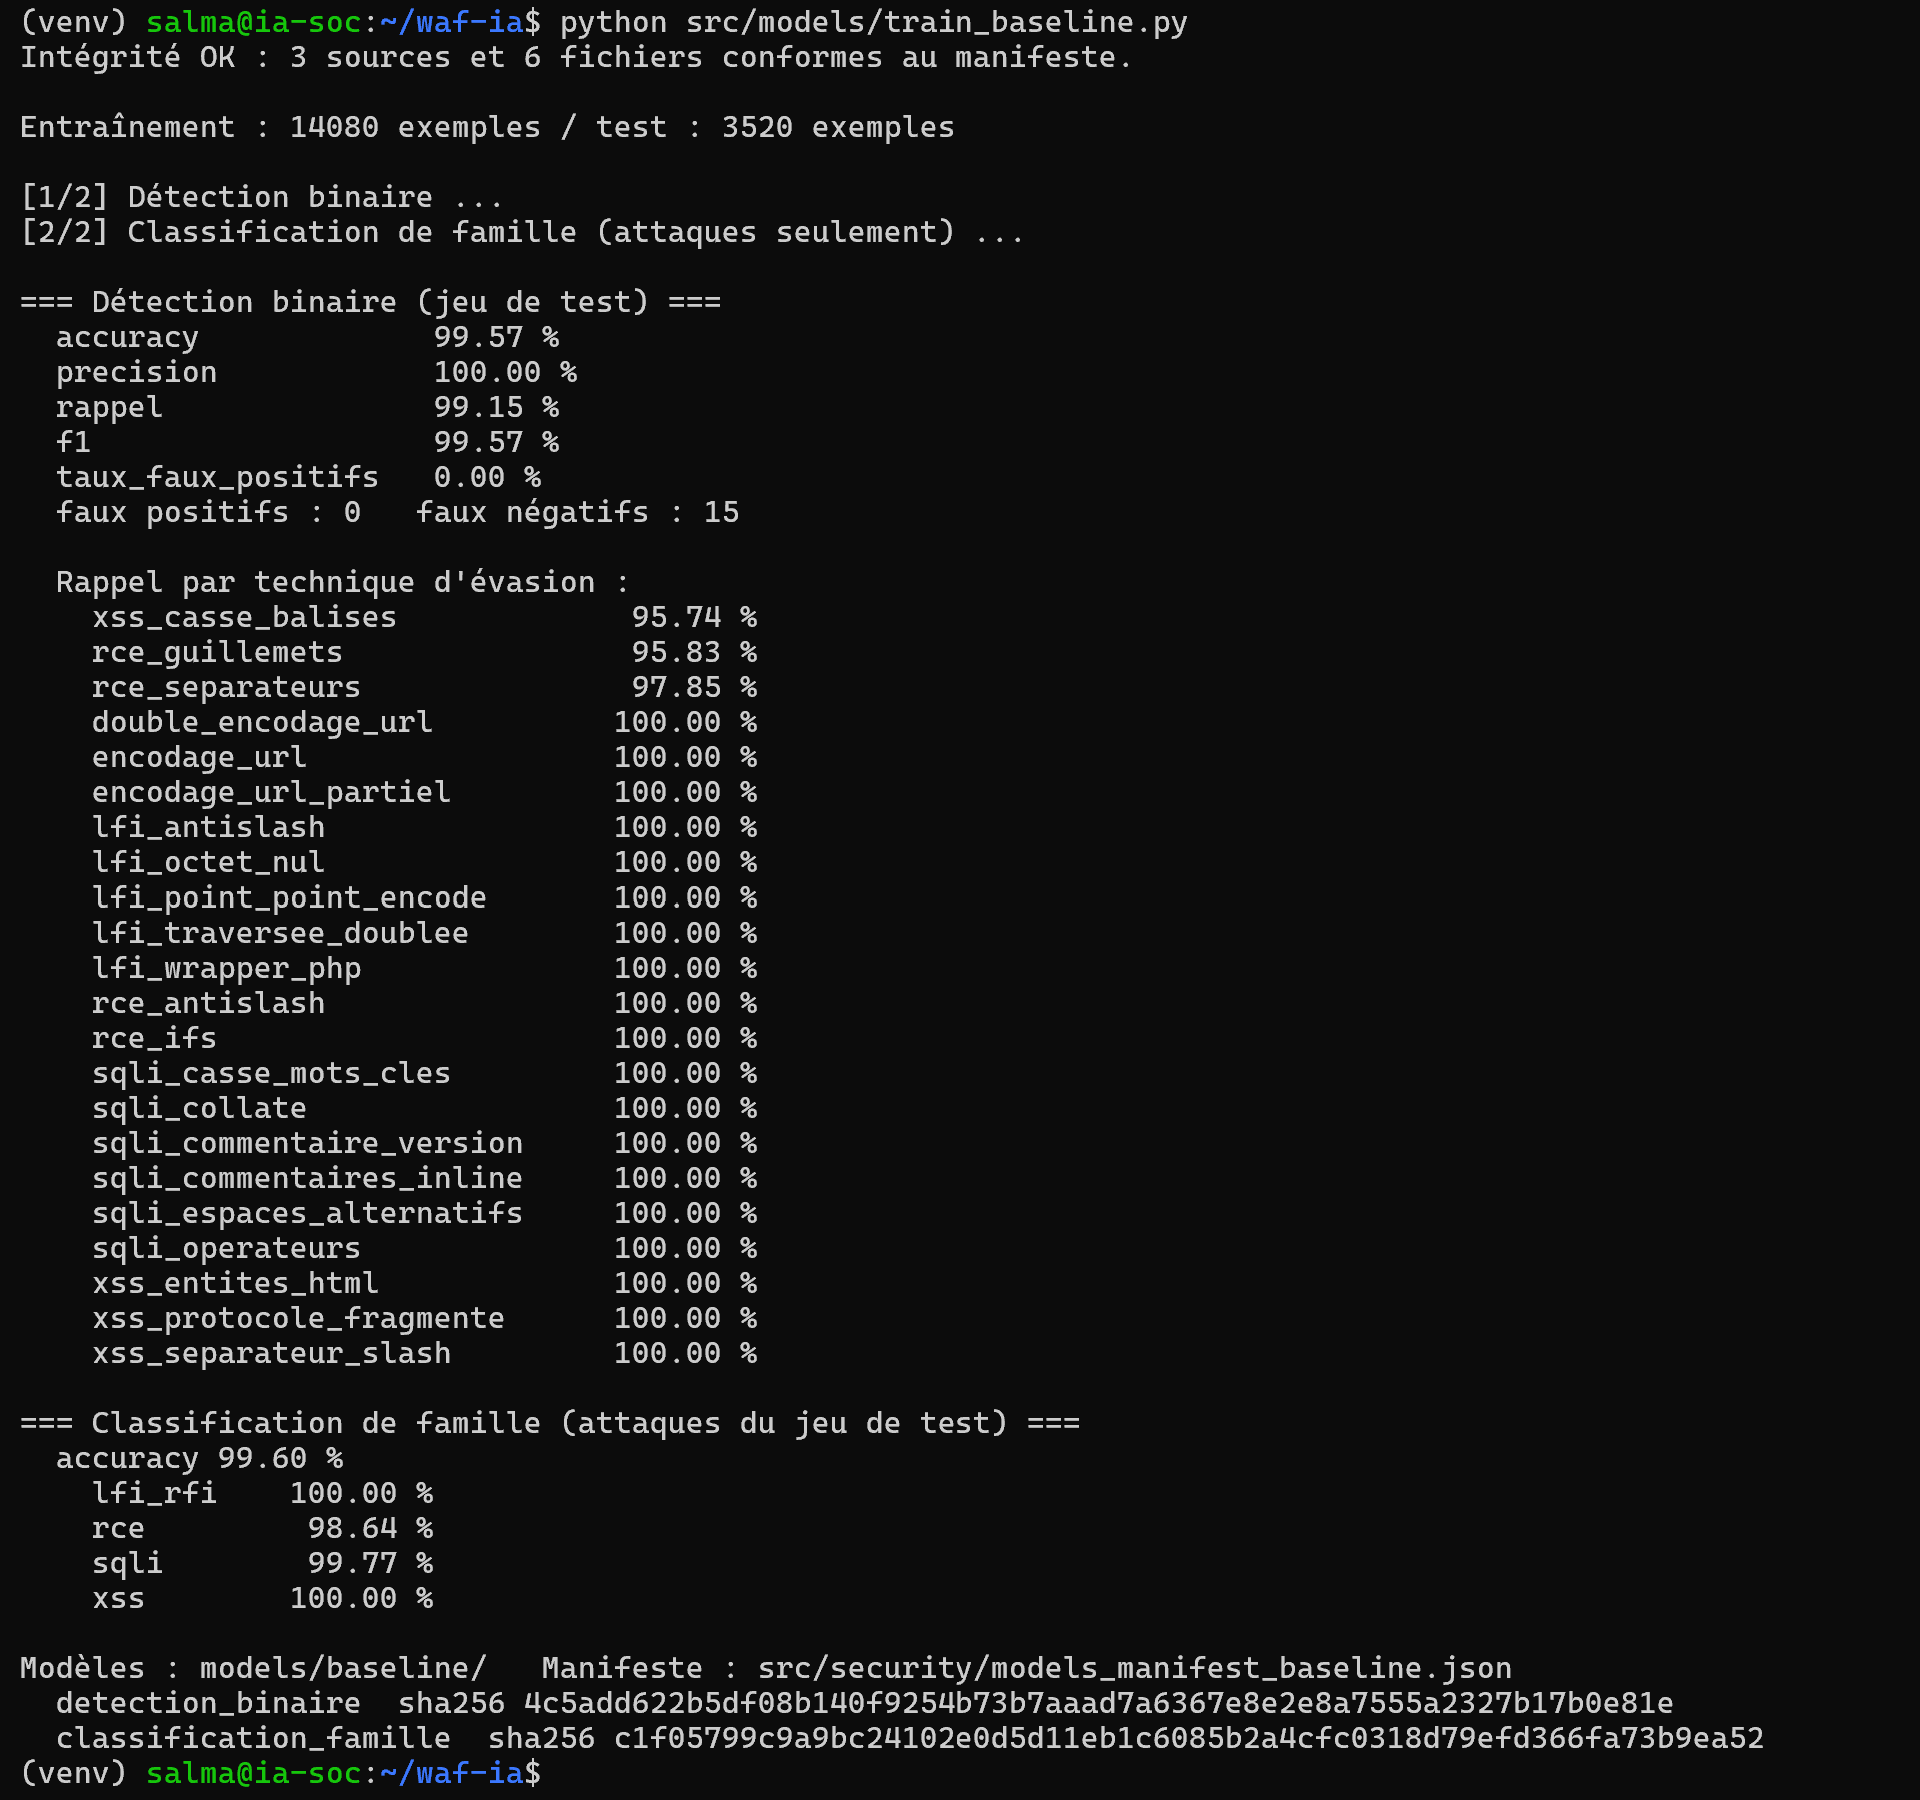 (venv) salma@ia-soc:~/waf-ia$ python src/models/train_baseline.py
Intégrité OK : 3 sources et 6 fichiers conformes au manifeste.
Entraînement : 14080 exemples / test : 3520 exemples
[1/2] Détection binaire ...
[2/2] Classification de famille (attaques seulement) ...
=== Détection binaire (jeu de test) ===
accuracy 99.57 %
precision 100.00 %
rappel 99.15 %
f1 99.57 %
taux_faux_positifs 0.00 %
faux positifs : 0 faux négatifs : 15
Rappel par technique d'évasion :
xss_casse_balises 95.74 %
rce_guillemets 95.83 %
rce_separateurs 97.85 %
double_encodage_url 100.00 %
encodage_url 100.00 %
encodage_url_partiel 100.00 %
lfi_antislash 100.00 %
lfi_octet_nul 100.00 %
lfi_point_point_encode 100.00 %
lfi_traversee_doublee 100.00 %
lfi_wrapper_php 100.00 %
rce_antislash 100.00 %
rce_ifs 100.00 %
sqli_casse_mots_cles 100.00 %
sqli_collate 100.00 %
sqli_commentaire_version 100.00 %
sqli_commentaires_inline 100.00 %
sqli_espaces_alternatifs 100.00 %
sqli_operateurs 100.00 %
xss_entites_html 100.00 %
xss_protocole_fragmente 100.00 %
xss_separateur_slash 100.00 %
=== Classification de famille (attaques du jeu de test) ===
accuracy 99.60 %
lfi_rfi 100.00 %
rce 98.64 %
sqli 99.77 %
xss 100.00 %
Modèles : models/baseline/ Manifeste : src/security/models_manifest_baseline.json
detection_binaire sha256 4c5add622b5df08b140f9254b73b7aaad7a6367e8e2e8a7555a2327b17b0e81e
classification_famille sha256 c1f05799c9a9bc24102e0d5d11eb1c6085b2a4cfc0318d79efd366fa73b9ea52
(venv) salma@ia-soc:~/waf-ia$